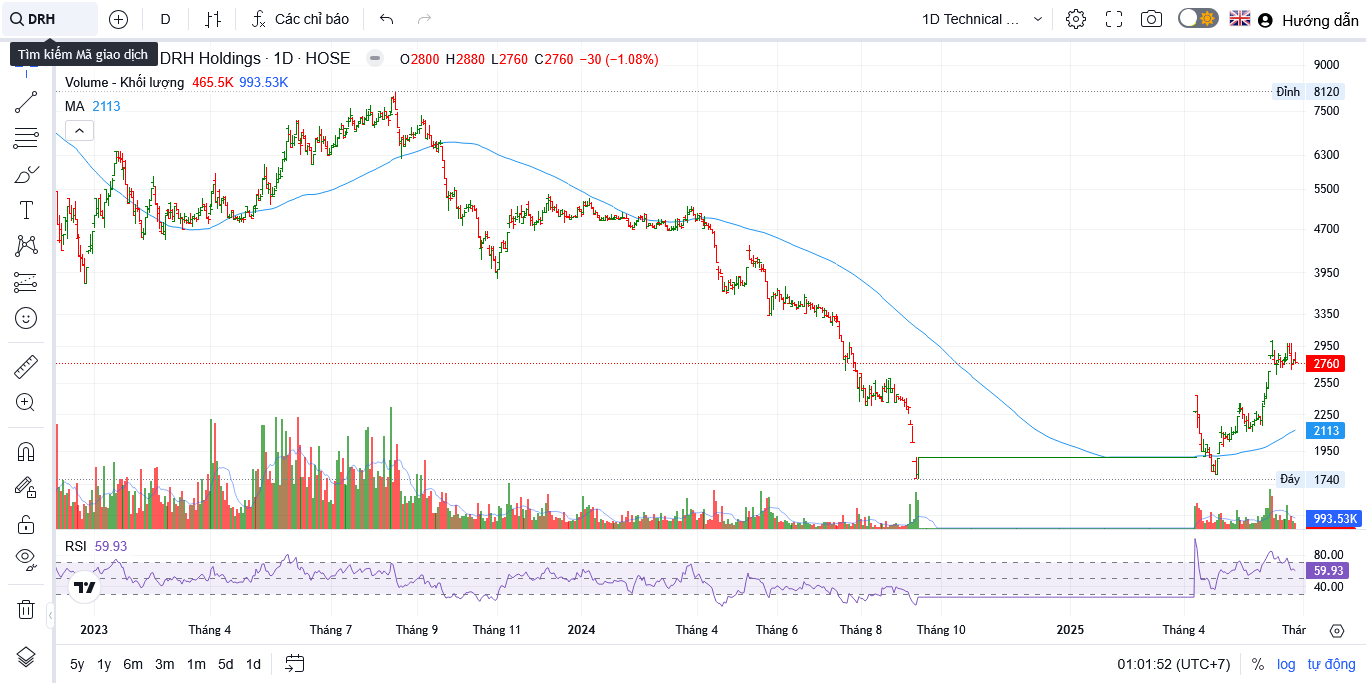 DRH
D
Các chỉ báo
1D Technical ...
Hướng dẫn
Tìm kiếm Mã giao dịch
DRH Holdings · 1D · HOSE
O2800 H2880 L2760 C2760 −30 (−1.08%)
Volume - Khối lượng 465.5K 993.53K
MA 2113
9000
Đỉnh 8120
7500
6300
5500
4700
3950
3350
2950
2760
2550
2250
2113
1950
Đáy 1740
993.53K
RSI 59.93
80.00
59.93
40.00
2023 Tháng 4 Tháng 7 Tháng 9 Tháng 11 2024 Tháng 4 Tháng 6 Tháng 8 Tháng 10 2025 Tháng 4 Thár
5y 1y 6m 3m 1m 5d 1d
01:01:52 (UTC+7) % log tự động